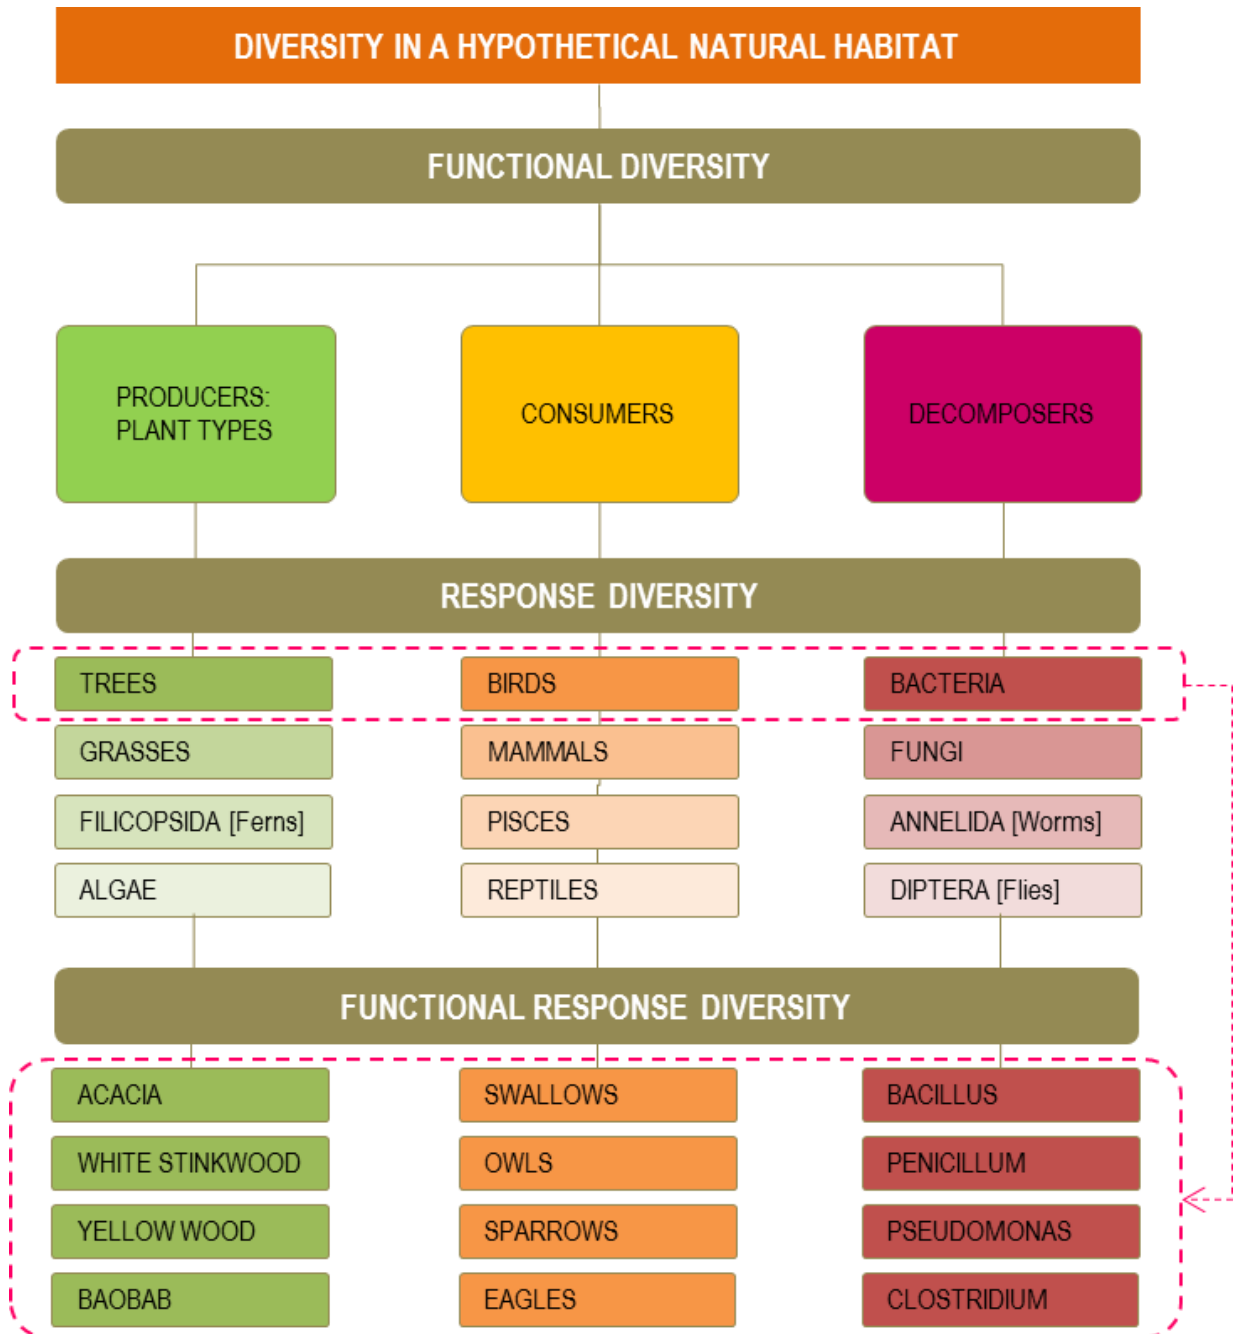 DIVERSITY IN A HYPOTHETICAL NATURAL HABITAT
FUNCTIONAL DIVERSITY
PRODUCERS:
PLANT TYPES
CONSUMERS
DECOMPOSERS
RESPONSE DIVERSITY
TREES
BIRDS
BACTERIA
GRASSES
MAMMALS
FUNGI
FILICOPSIDA [Ferns]
PISCES
ANNELIDA [Worms]
ALGAE
REPTILES
DIPTERA [Flies]
FUNCTIONAL RESPONSE DIVERSITY
ACACIA
SWALLOWS
BACILLUS
WHITE STINKWOOD
OWLS
PENICILLUM
YELLOW WOOD
SPARROWS
PSEUDOMONAS
BAOBAB
EAGLES
CLOSTRIDIUM